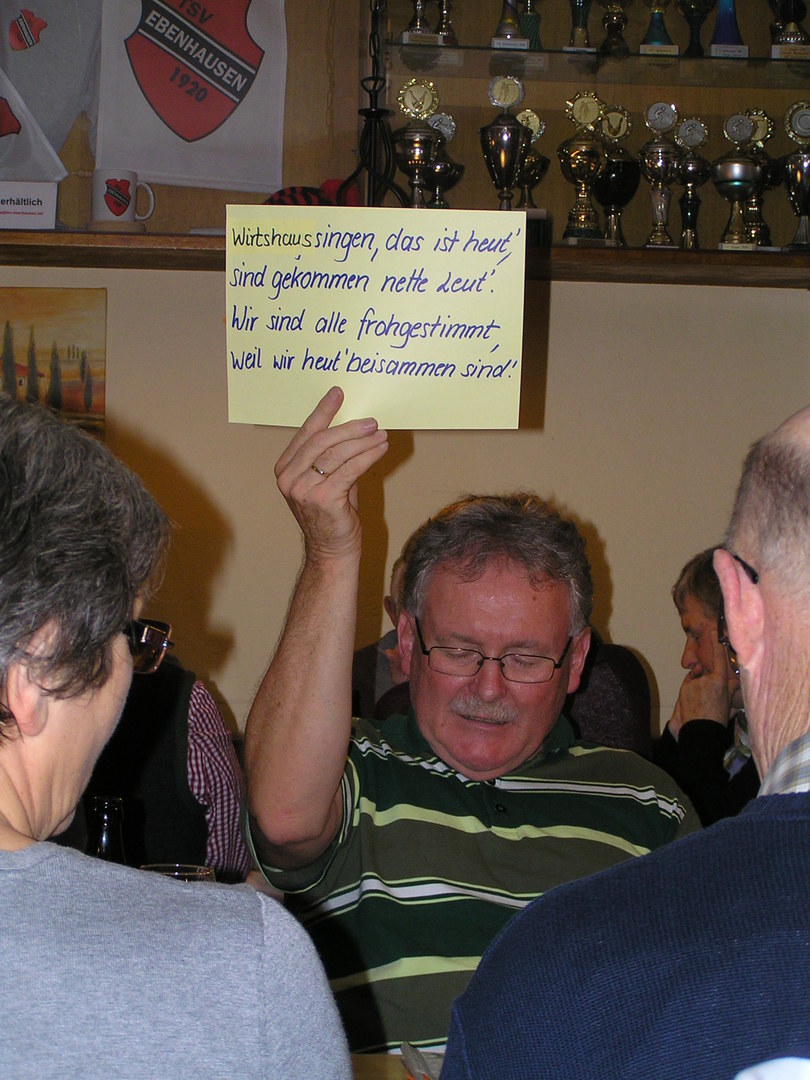 TSV
EBENHAUSEN
1920
erhältlich
Wirtshaussingen, das ist heut',
sind gekommen nette Leut'.
Wir sind alle frohgestimmt,
weil wir heut' beisammen sind!